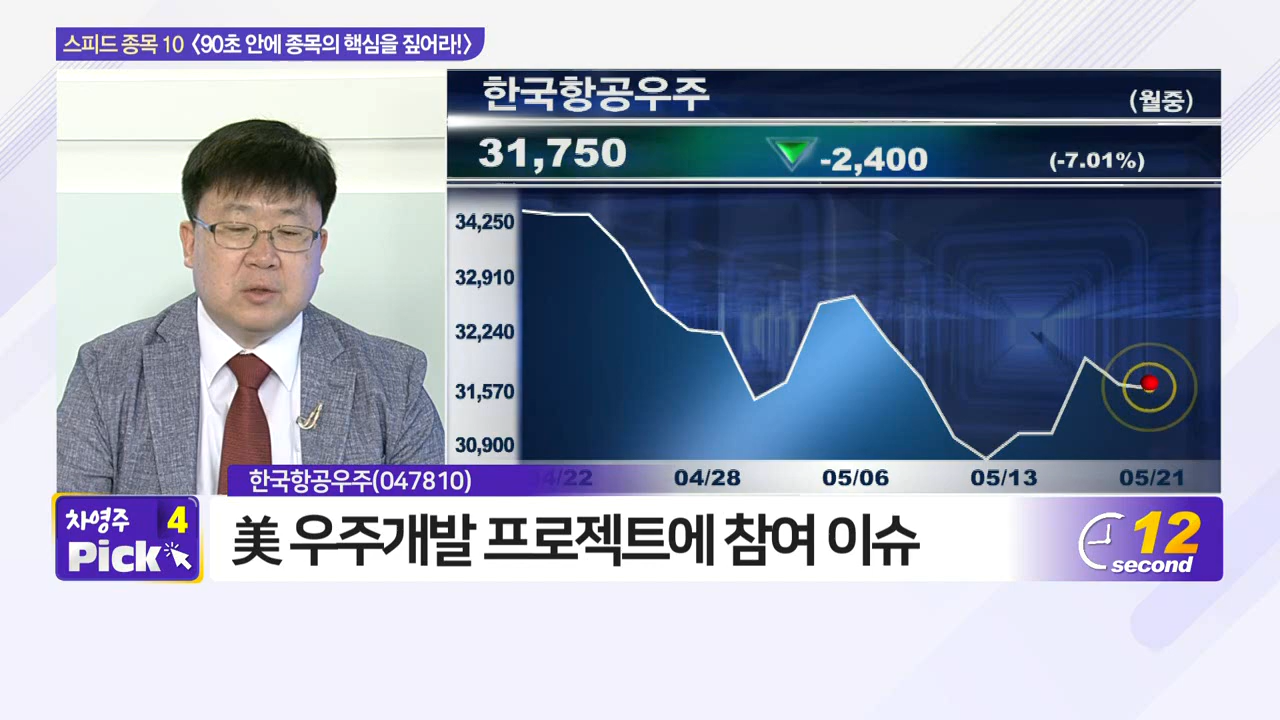 스피드 종목 10 <90초 안에 종목의 핵심을 짚어라!>
한국항공우주
(월중)
31,750
-2,400
(-7.01%)
34,250
32,910
32,240
31,570
30,900
04/22
04/28
05/06
05/13
05/21
한국항공우주(047810)
차영주 4
Pick
美 우주개발 프로젝트에 참여 이슈
12
second